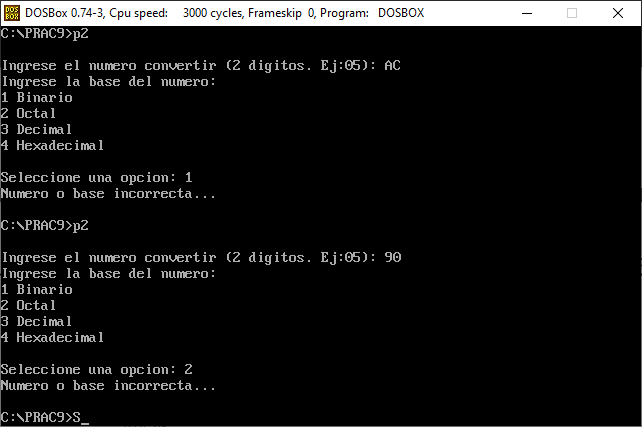 DOSBox 0.74-3, Cpu speed:    3000 cycles, Frameskip  0, Program:   DOSBOX
C:\PRAC9>p2
Ingrese el numero convertir (2 digitos. Ej:05): AC
Ingrese la base del numero:
1 Binario
2 Octal
3 Decimal
4 Hexadecimal
Seleccione una opcion: 1
Numero o base incorrecta...
C:\PRAC9>p2
Ingrese el numero convertir (2 digitos. Ej:05): 90
Ingrese la base del numero:
1 Binario
2 Octal
3 Decimal
4 Hexadecimal
Seleccione una opcion: 2
Numero o base incorrecta...
C:\PRAC9>S_